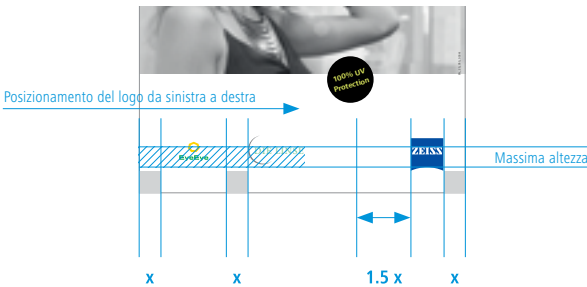 100% UV
Protection
Posizionamento del logo da sinistra a destra
EyeEye
ZEISS
Massima altezza
x
x
1.5 x
x